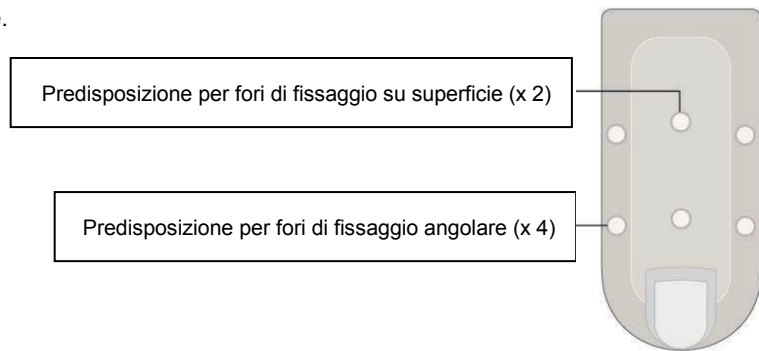 Predisposizione per fori di fissaggio su superficie (x 2)
Predisposizione per fori di fissaggio angolare (x 4)